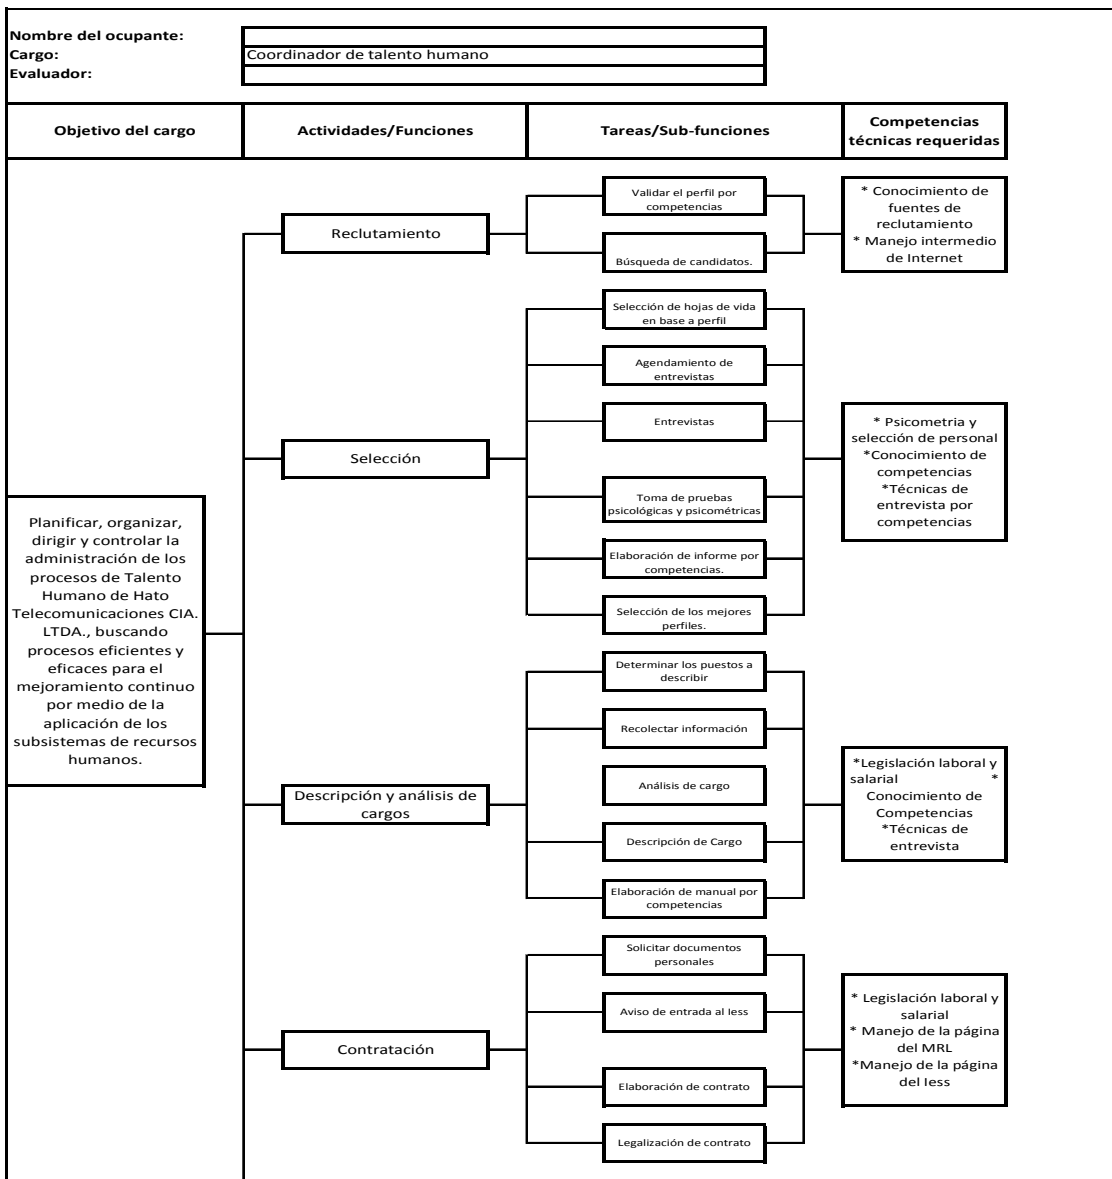 Nombre del ocupante:
Cargo:
Coordinador de talento humano
Evaluador:
Objetivo del cargo
Actividades/Funciones
Tareas/Sub-funciones
Competencias
técnicas requeridas
Planificar, organizar,
dirigir y controlar la
administración de los
procesos de Talento
Humano de Hato
Telecomunicaciones CIA.
LTDA., buscando
procesos eficientes y
eficaces para el
mejoramiento continuo
por medio de la
aplicación de los
subsistemas de recursos
humanos.
Reclutamiento
Validar el perfil por
competencias
Búsqueda de candidatos.
* Conocimiento de
fuentes de
reclutamiento
* Manejo intermedio
de Internet
Selección
Selección de hojas de vida
en base a perfil
Agendamiento de
entrevistas
Entrevistas
Toma de pruebas
psicológicas y psicométricas
Elaboración de informe por
competencias.
Selección de los mejores
perfiles.
* Psicometria y
selección de personal
*Conocimiento de
competencias
*Técnicas de
entrevista por
competencias
Descripción y análisis de
cargos
Determinar los puestos a
describir
Recolectar información
Análisis de cargo
Descripción de Cargo
Elaboración de manual por
competencias
*Legislación laboral y
salarial *
Conocimiento de
Competencias
*Técnicas de
entrevista
Contratación
Solicitar documentos
personales
Aviso de entrada al Iess
Elaboración de contrato
Legalización de contrato
* Legislación laboral y
salarial
* Manejo de la página
del MRL
*Manejo de la página
del Iess